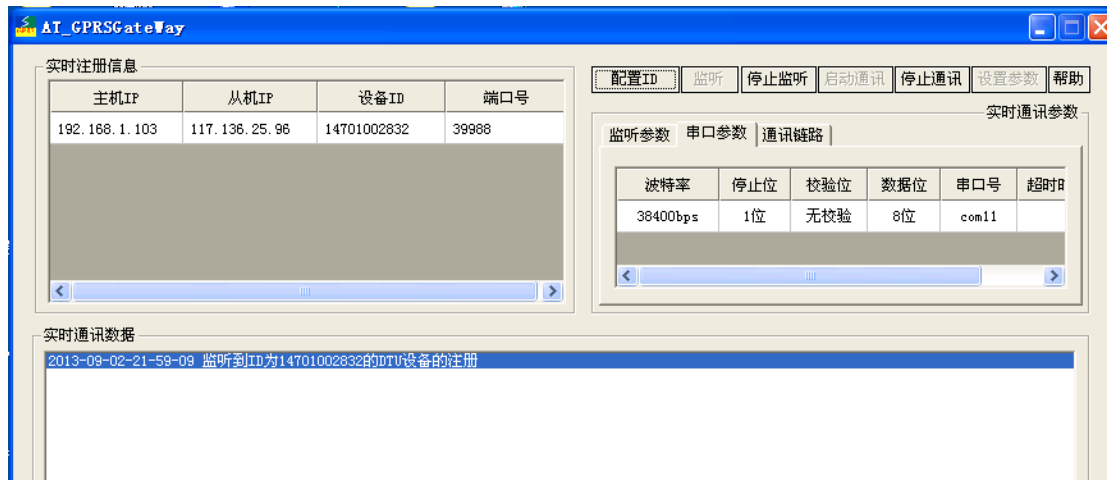 AT_GPRSGateWay
实时注册信息
主机IP 从机IP 设备ID 端口号
192.168.1.103 117.136.25.96 14701002832 39988
配置ID 监听 停止监听 启动通讯 停止通讯 设置参数 帮助
实时通讯参数
监听参数 串口参数 通讯链路
波特率 停止位 校验位 数据位 串口号 超时
38400bps 1位 无校验 8位 com11
实时通讯数据
2013-09-02-21-59-09 监听到ID为14701002832的DTU设备的注册